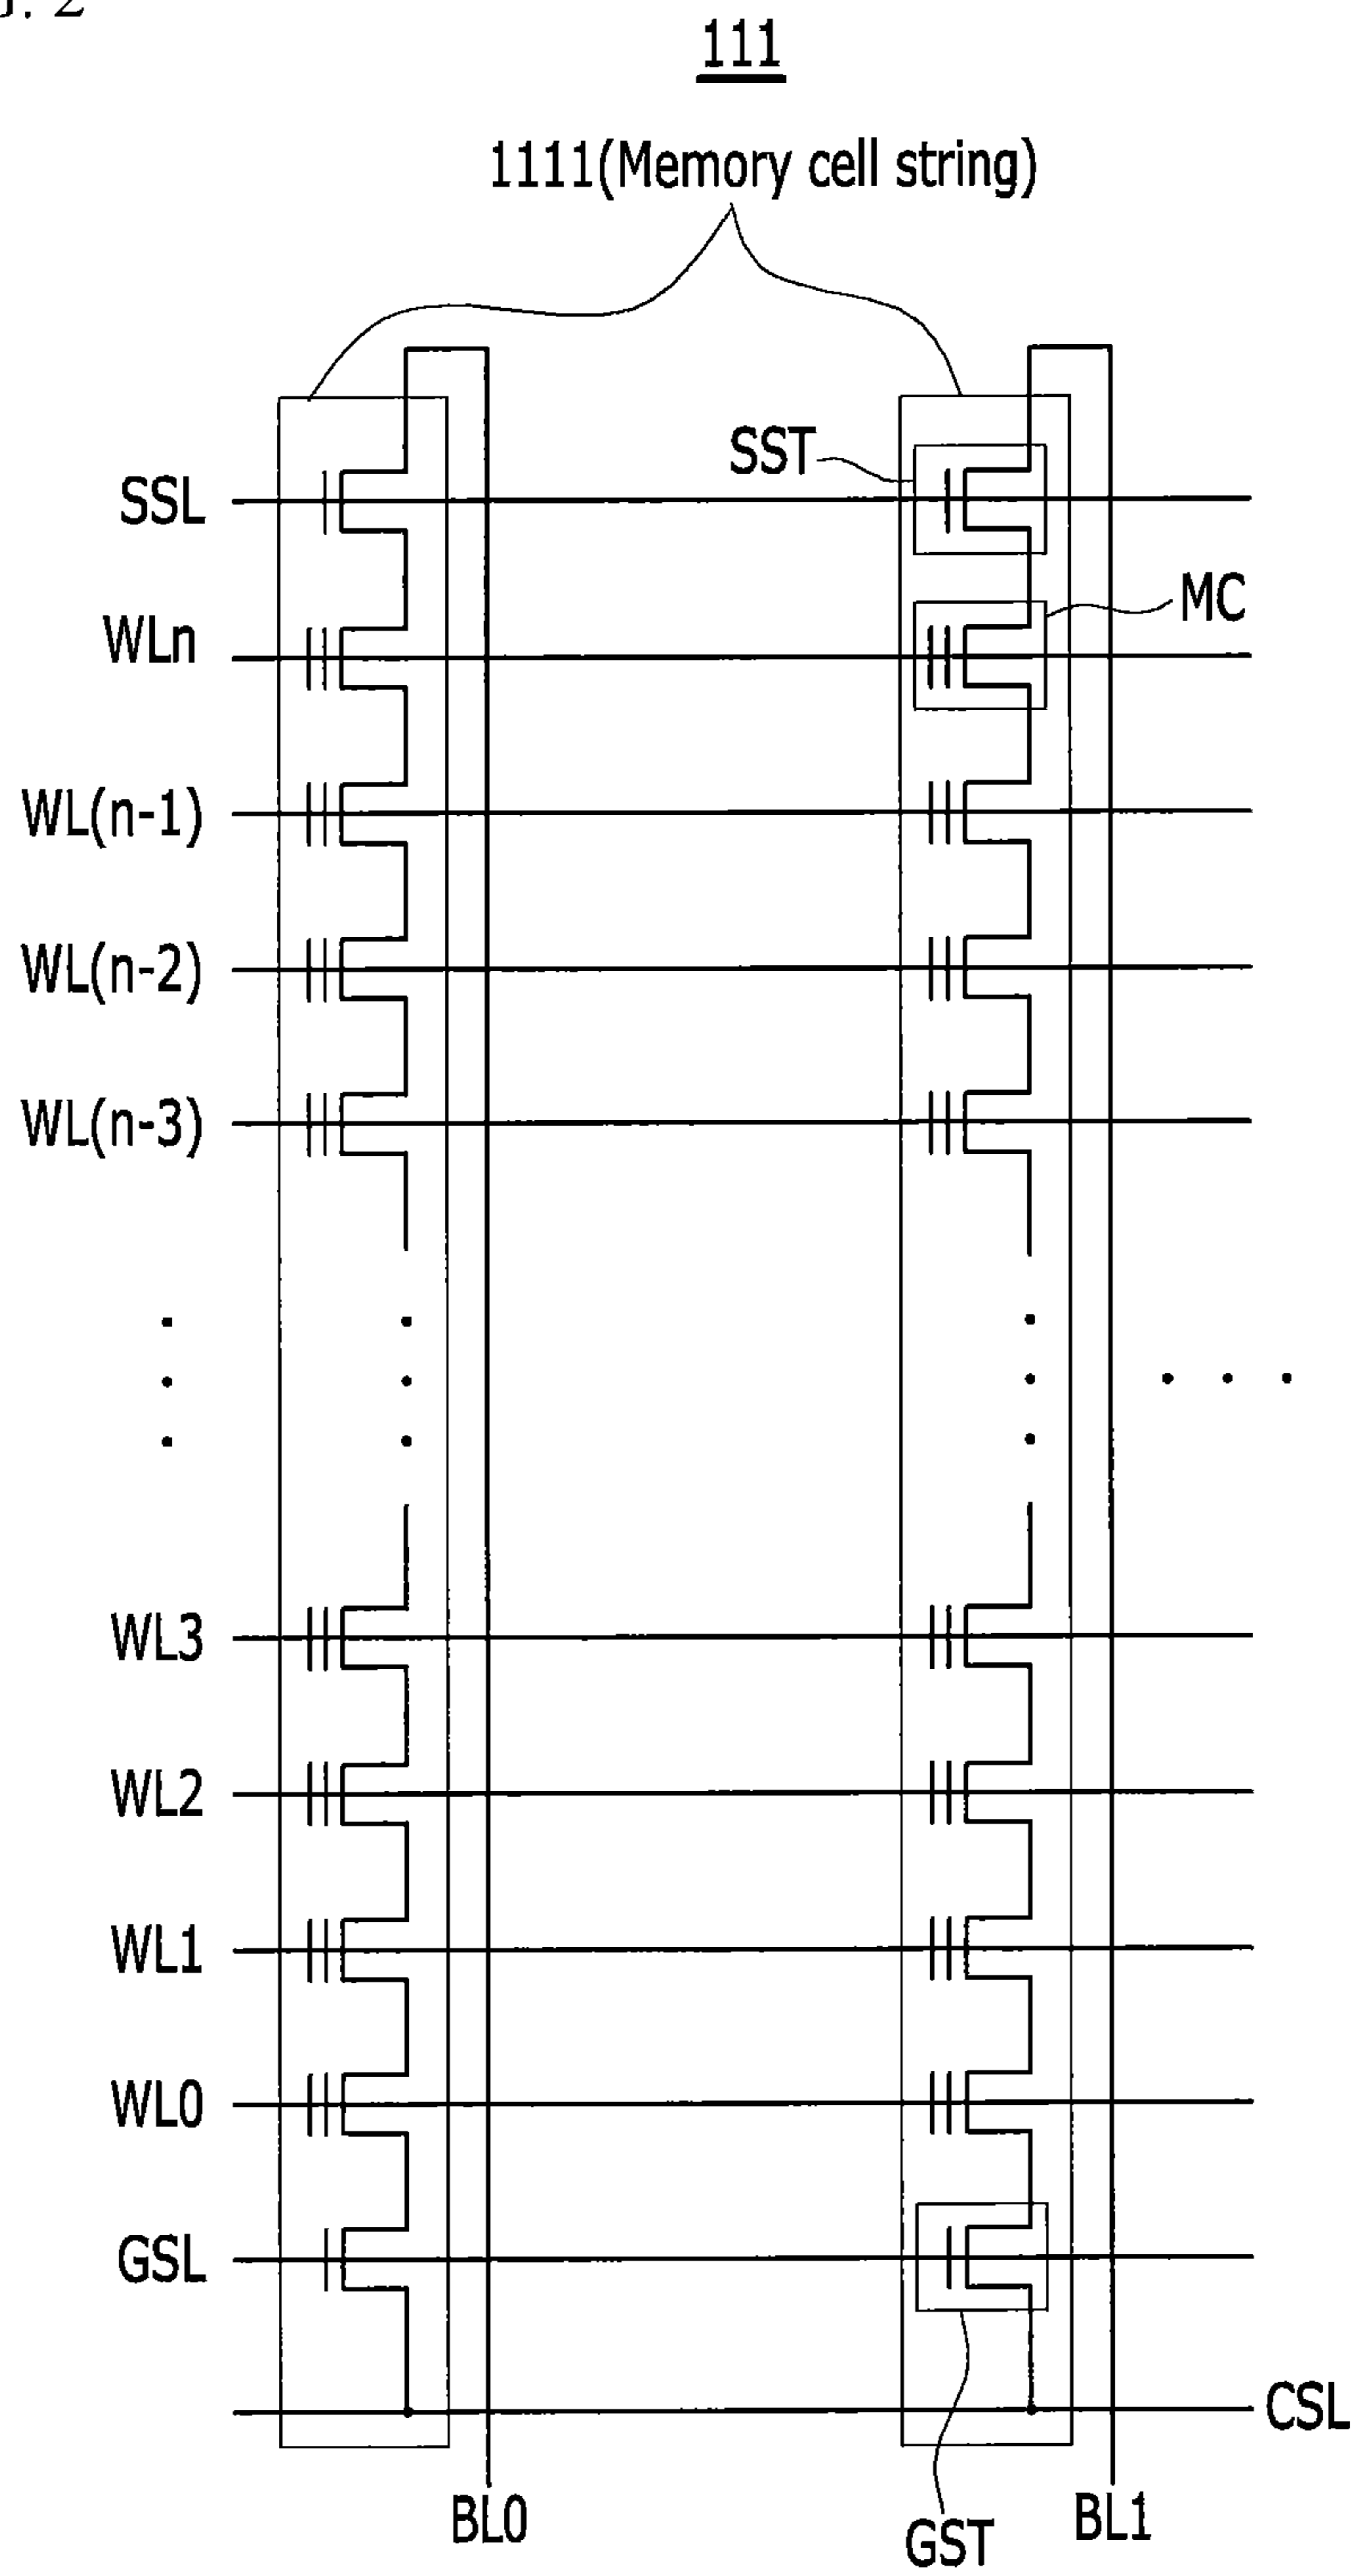 . 2
111
1111(Memory cell string)
SST
SSL
MC
WLn
WL(n-1)
WL(n-2)
WL(n-3)
WL3
WL2
WL1
WL0
GSL
CSL
BL0
BL1
GST